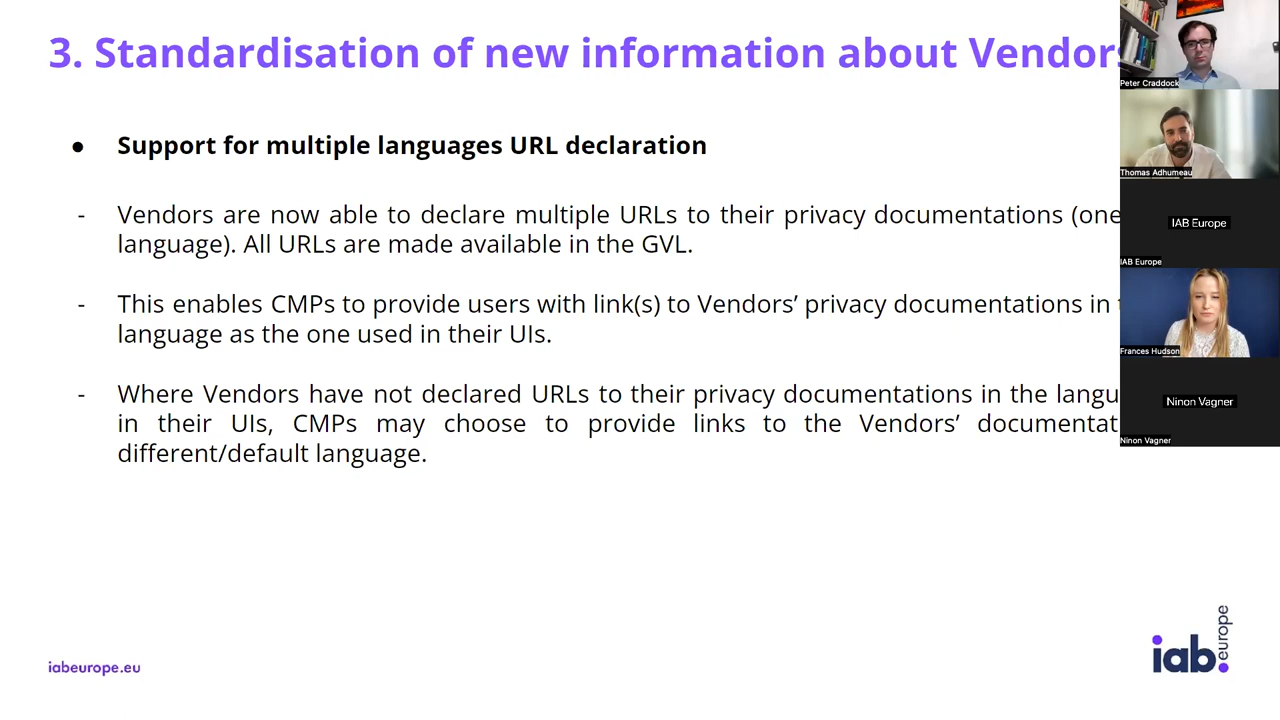 3. Standardisation of new information about Vendors
● Support for multiple languages URL declaration
- Vendors are now able to declare multiple URLs to their privacy documentations (one
language). All URLs are made available in the GVL.
- This enables CMPs to provide users with link(s) to Vendors’ privacy documentations in
language as the one used in their UIs.
- Where Vendors have not declared URLs to their privacy documentations in the
in their UIs, CMPs may choose to provide links to the Vendors’
different/default language.
iabeurope.eu
iab.
europe
Peter Craddock
Thomas Adhumeau
IAB Europe
IAB Europe
Frances Hudson
Ninon Vagner
Ninon Vagner